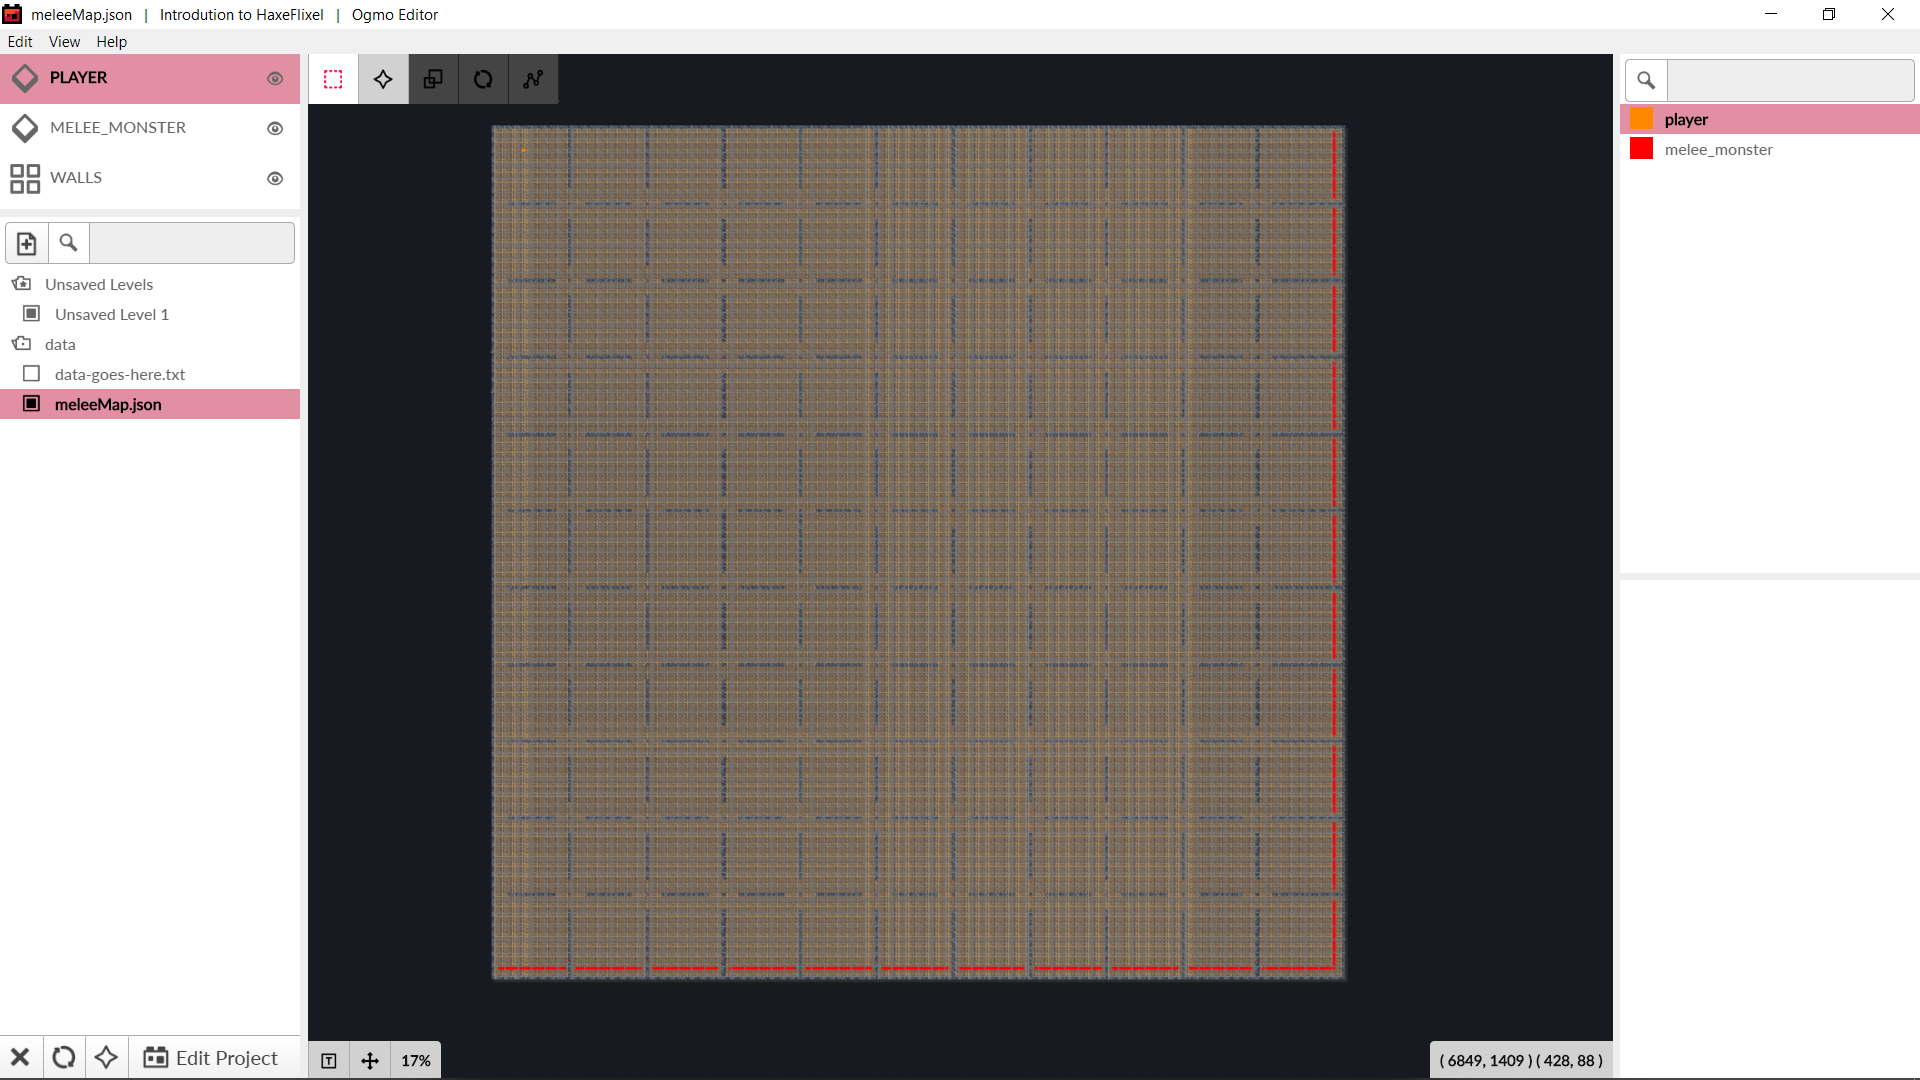 meleeMap.json | Introdution to HaxeFlixel | Ogmo Editor
Edit View Help
PLAYER
MELEE_MONSTER
WALLS
Unsaved Levels
Unsaved Level 1
data
data-goes-here.txt
meleeMap.json
Edit Project
T
17%
( 6849, 1409 ) ( 428, 88 )
player
melee_monster